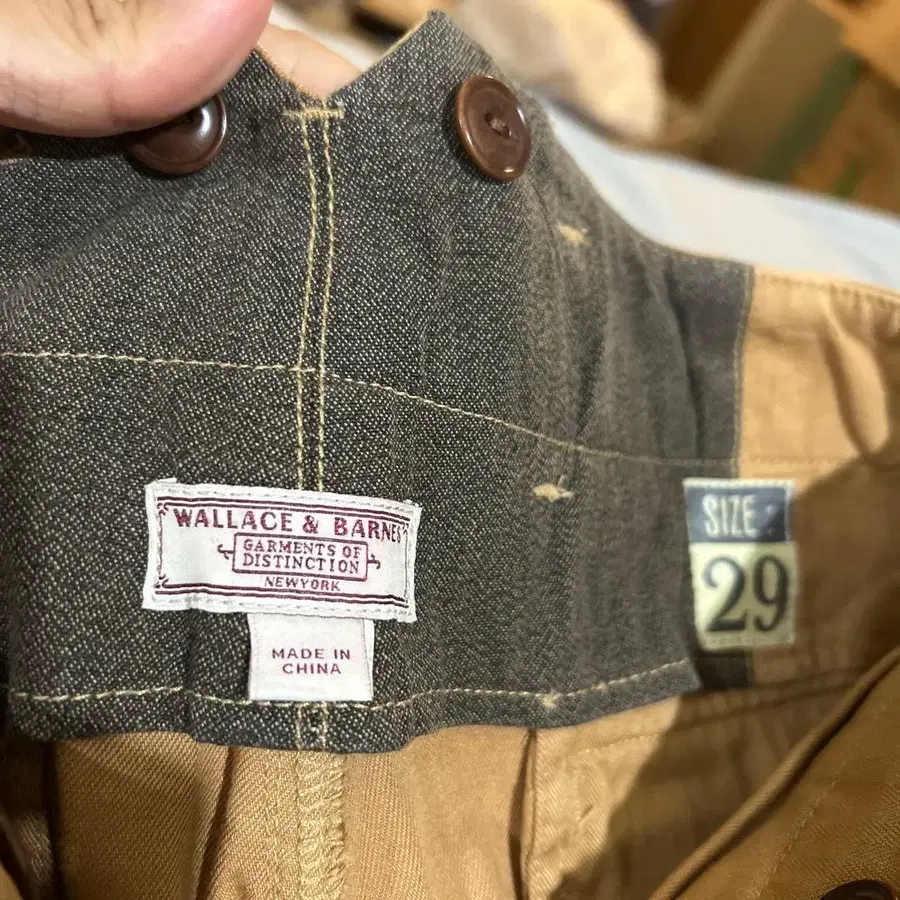 WALLACE & BARNES
GARMENTS OF
DISTINCTION
NEWYORK
MADE IN
CHINA
SIZE
29